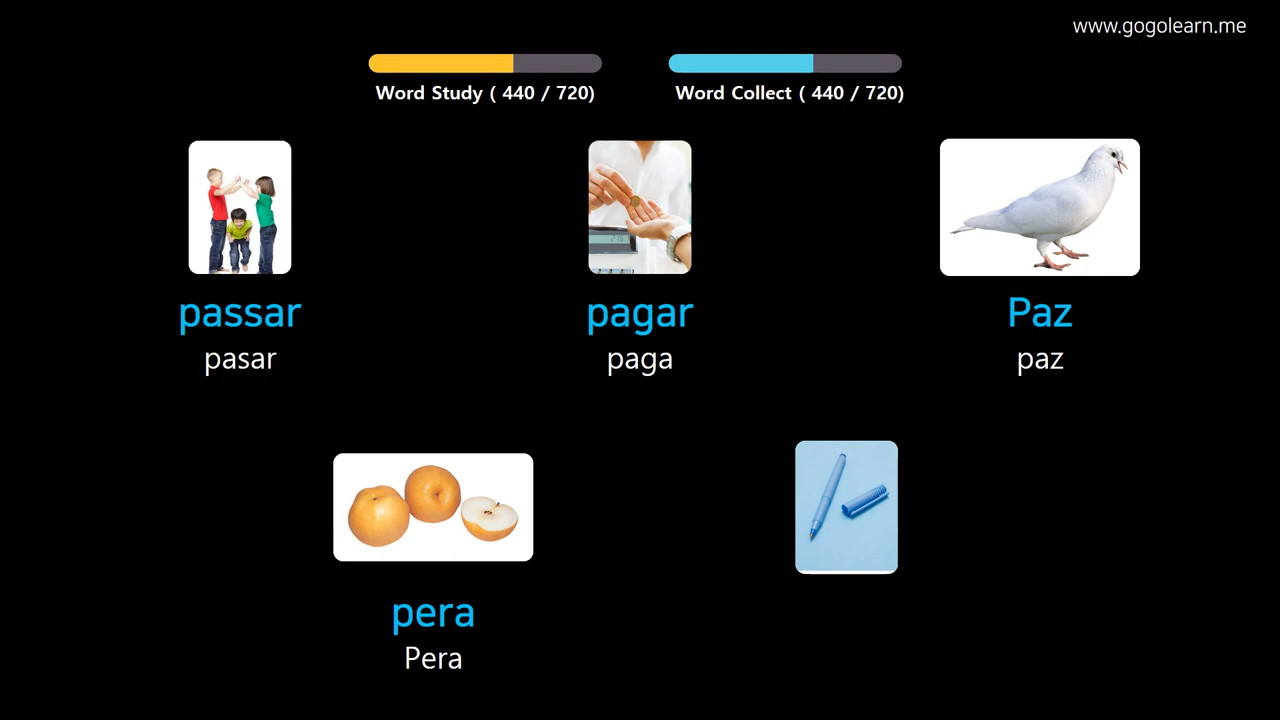 www.gogolearn.me
Word Study ( 440 / 720)
Word Collect ( 440 / 720)
passar
pasar
pagar
paga
Paz
paz
pera
Pera